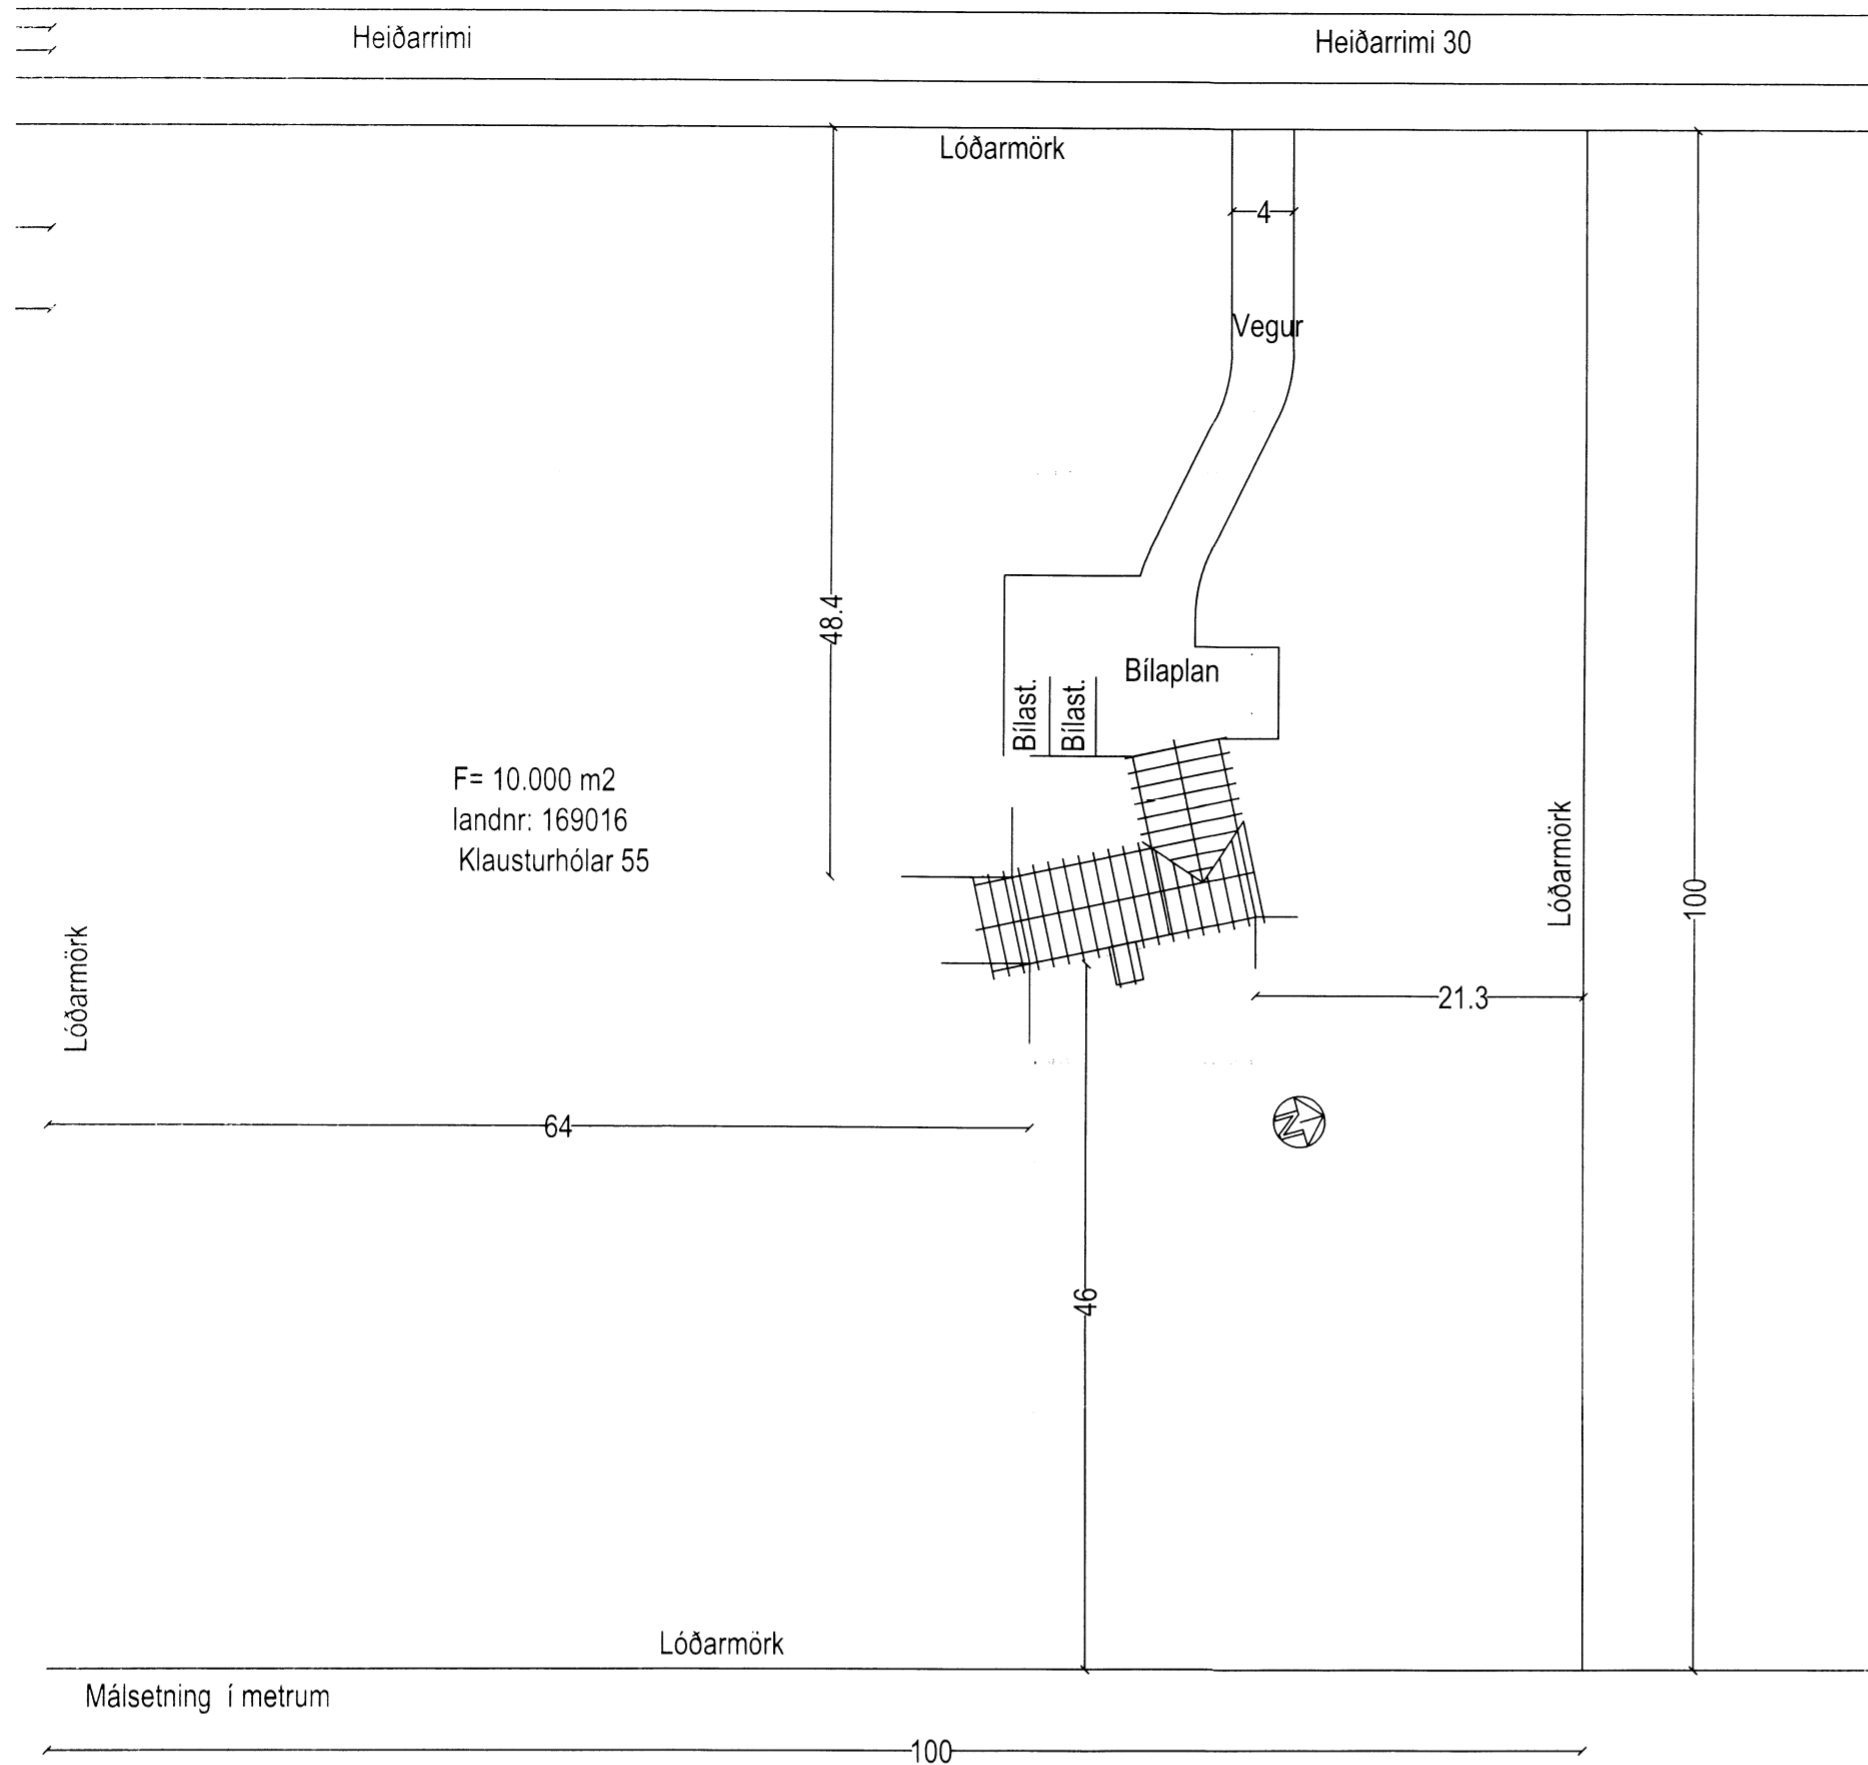 Heiðarrimi
Heiðarrimi 30
Lóðarmörk
4
Vegur
48.4
Bílaplan
Bílast.
Bílast.
F= 10.000 m2
landnr: 169016
Klausturhólar 55
Lóðarmörk
100
Lóðarmörk
21.3
64
N
46
Lóðarmörk
Málsetning í metrum
100